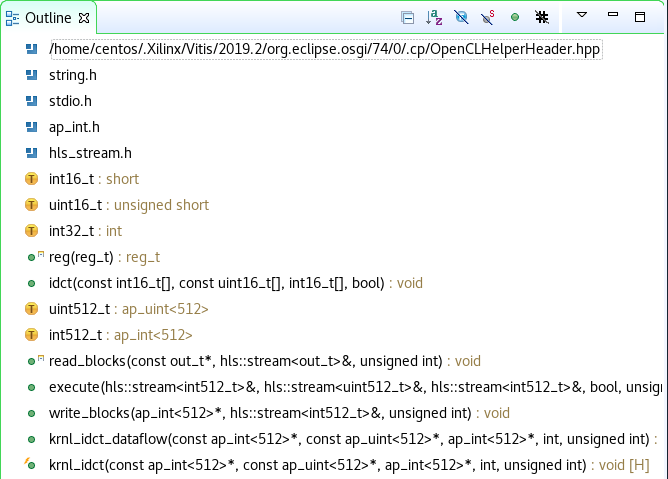 Outline
/home/centos/.Xilinx/Vitis/2019.2/org.eclipse.osgi/74/0/.cp/OpenCLHelperHeader.hpp
string.h
stdio.h
ap_int.h
hls_stream.h
int16_t : short
uint16_t : unsigned short
int32_t : int
reg(reg_t) : reg_t
idct(const int16_t[], const uint16_t[], int16_t[], bool) : void
uint512_t : ap_uint<512>
int512_t : ap_int<512>
read_blocks(const out_t*, hls::stream<out_t>&, unsigned int) : void
execute(hls::stream<int512_t>&, hls::stream<uint512_t>&, hls::stream<int512_t>&, bool, unsign
write_blocks(ap_int<512>*, hls::stream<int512_t>&, unsigned int) : void
krnl_idct_dataflow(const ap_int<512>*, const ap_uint<512>*, ap_int<512>*, int, unsigned int) :
krnl_idct(const ap_int<512>*, const ap_uint<512>*, ap_int<512>*, int, unsigned int) : void [H]